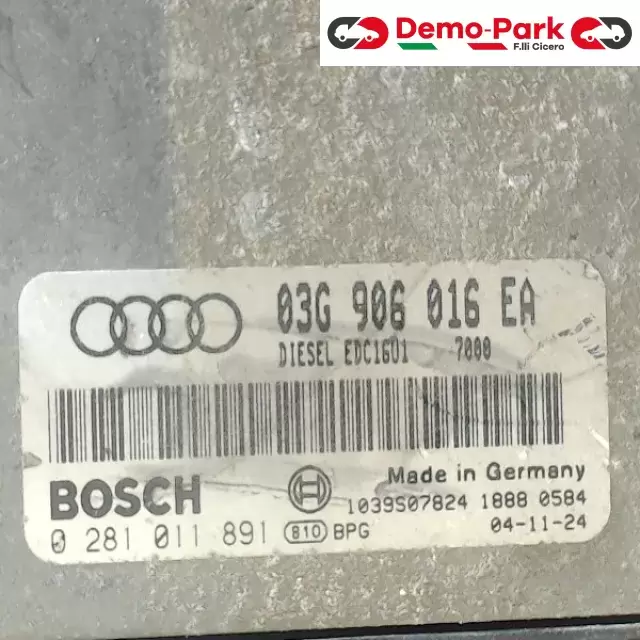 Demo-Park
F.lli Cicero
03G 906 016 EA
DIESEL EDC16U1 -7000
BOSCH
Made in Germany
1039S07824 1888 0584
0 281 011 891 810 BPG 04-11-24